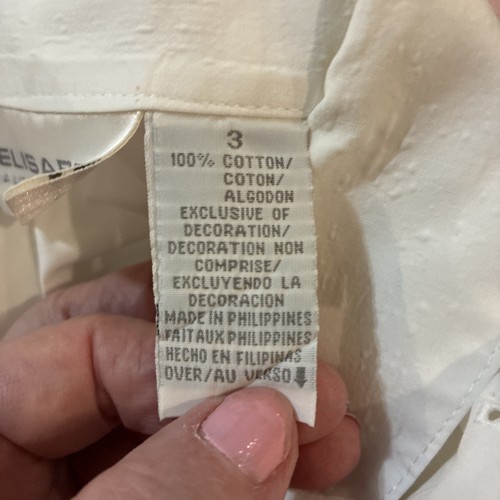 3
100% COTTON/
COTON/
ALGODON
EXCLUSIVE OF
DECORATION/
DECORATION NON
COMPRISE/
EXCLUYENDO LA
DECORACION
MADE IN PHILIPPINES
FAIT AUX PHILIPPINES
HECHO EN FILIPINAS
OVER/AU VERSO